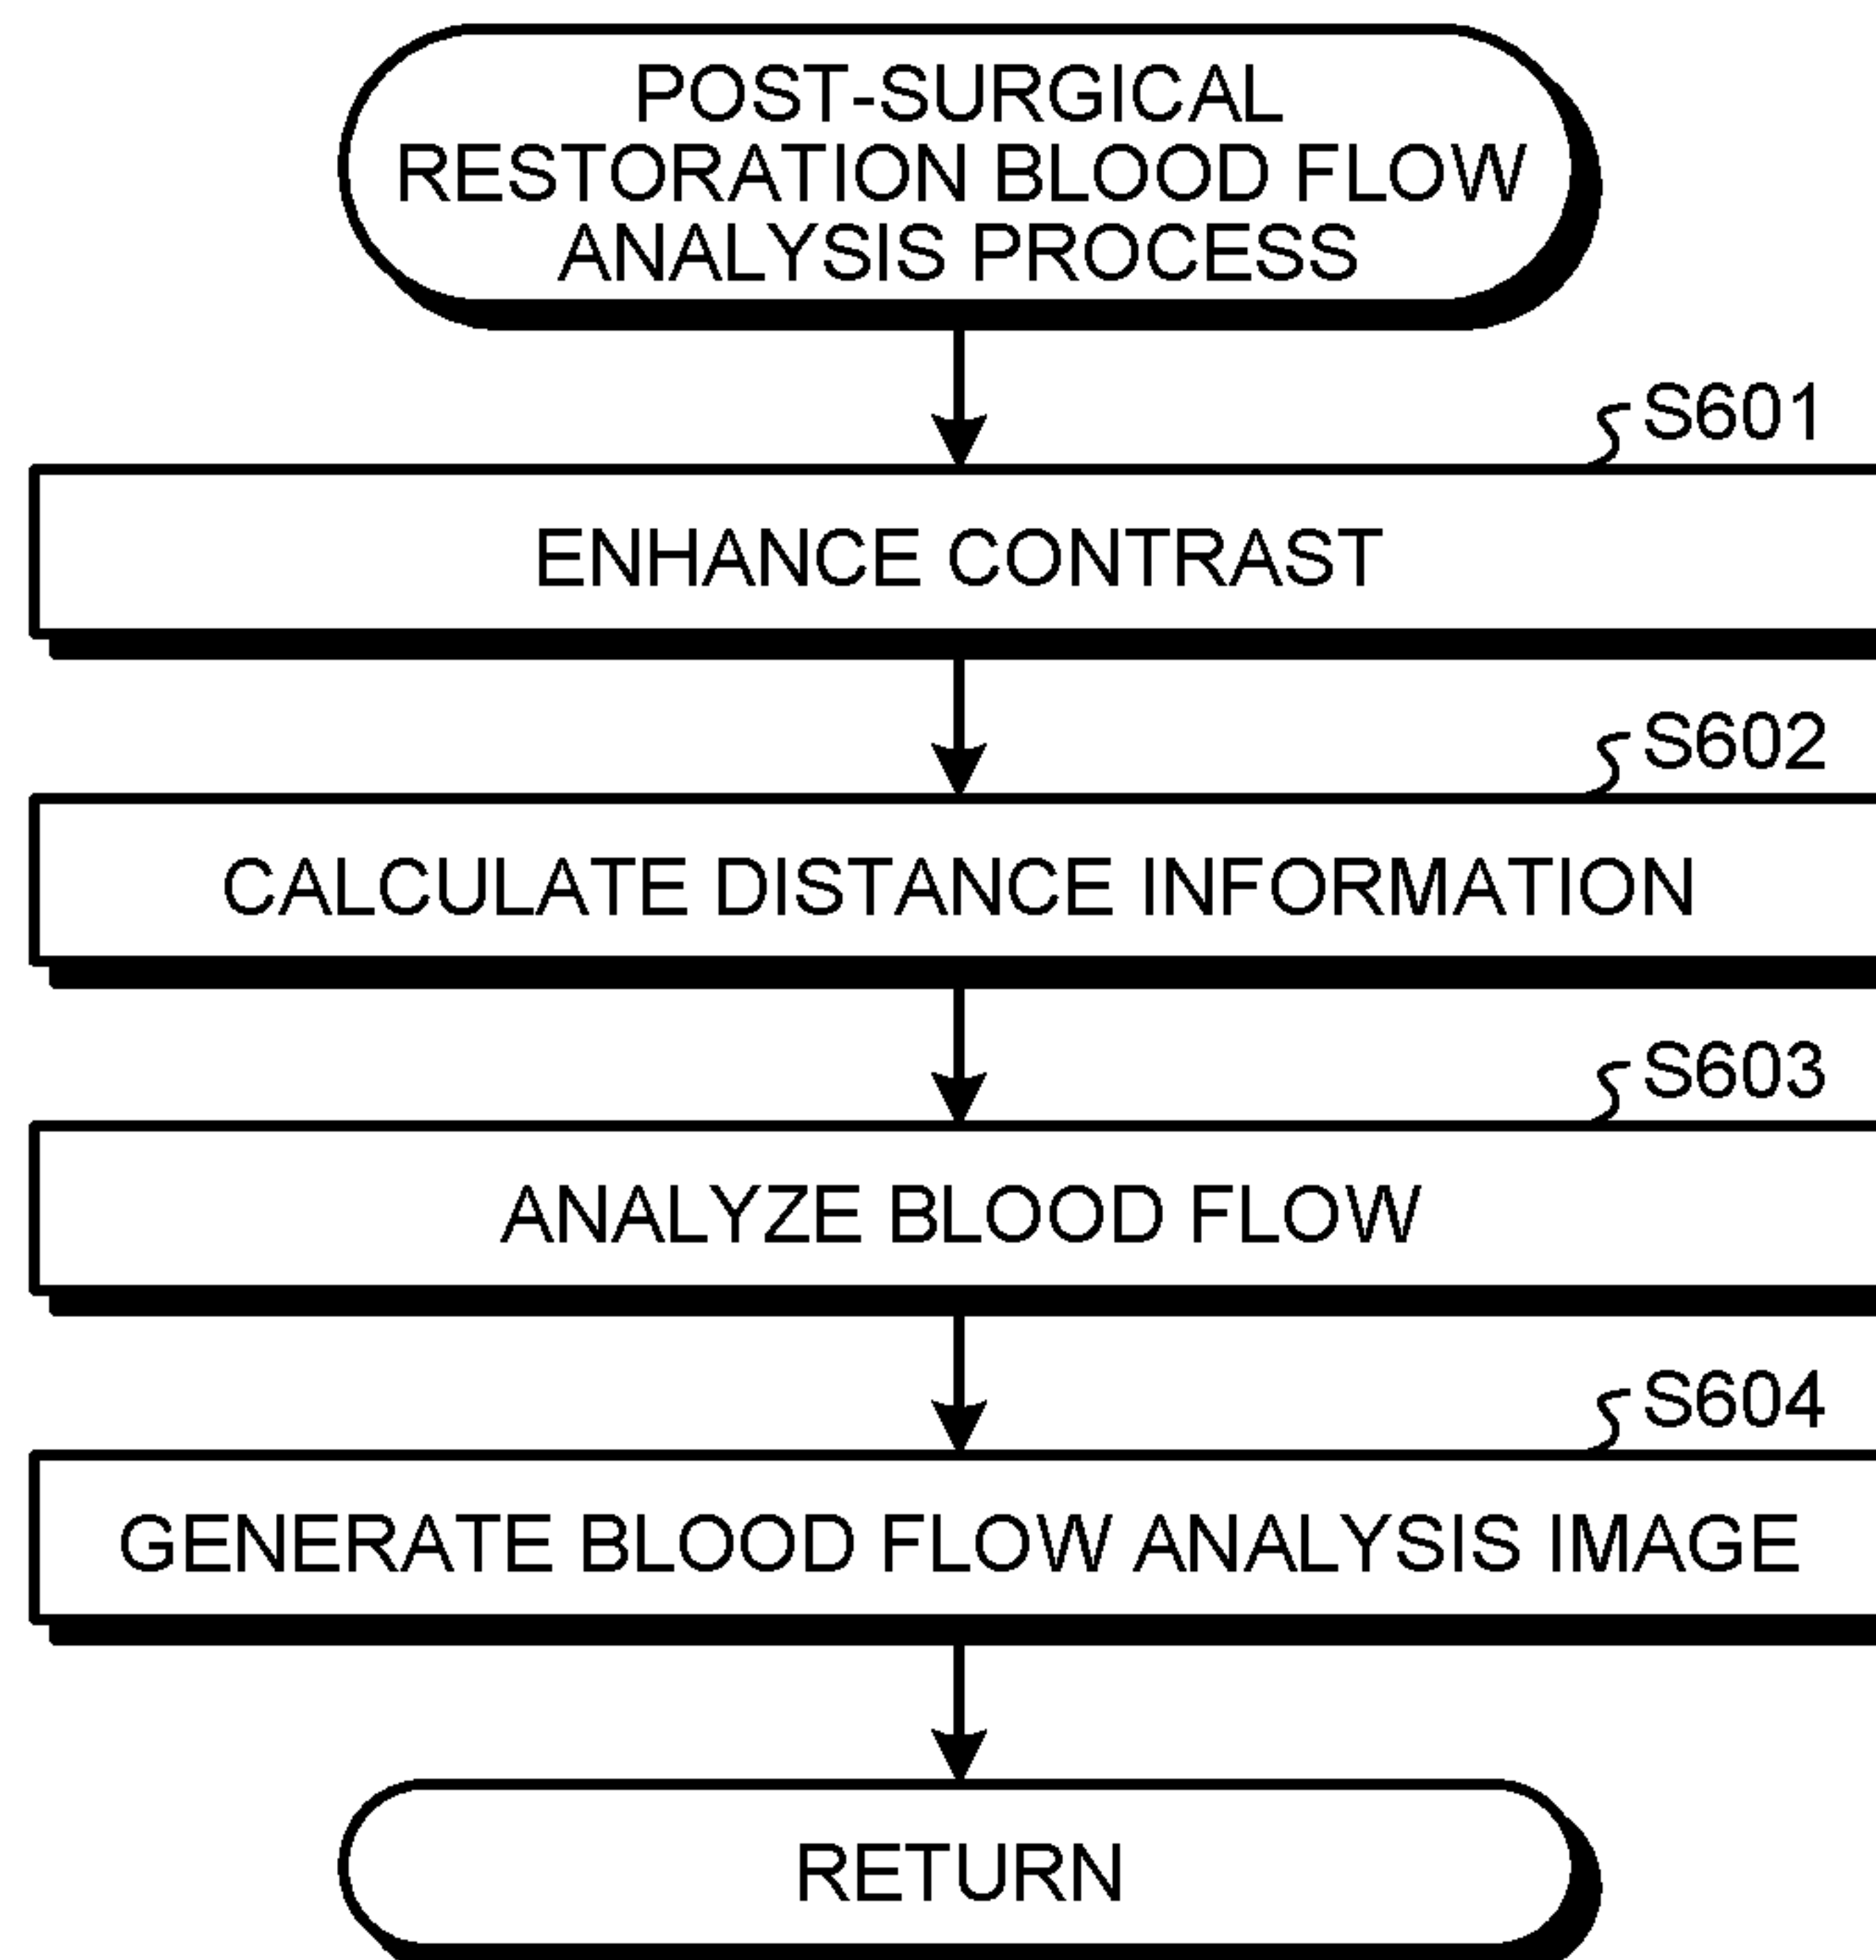 POST-SURGICAL
RESTORATION BLOOD FLOW
ANALYSIS PROCESS
S601
ENHANCE CONTRAST
S602
CALCULATE DISTANCE INFORMATION
S603
ANALYZE BLOOD FLOW
S604
GENERATE BLOOD FLOW ANALYSIS IMAGE
RETURN